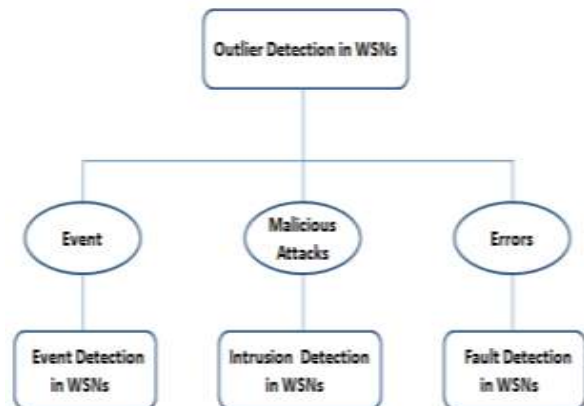 Outlier Detection in WSNs
Event
Malicious
Attacks
Errors
Event Detection
in WSNs
Intrusion Detection
in WSNs
Fault Detection
in WSNs